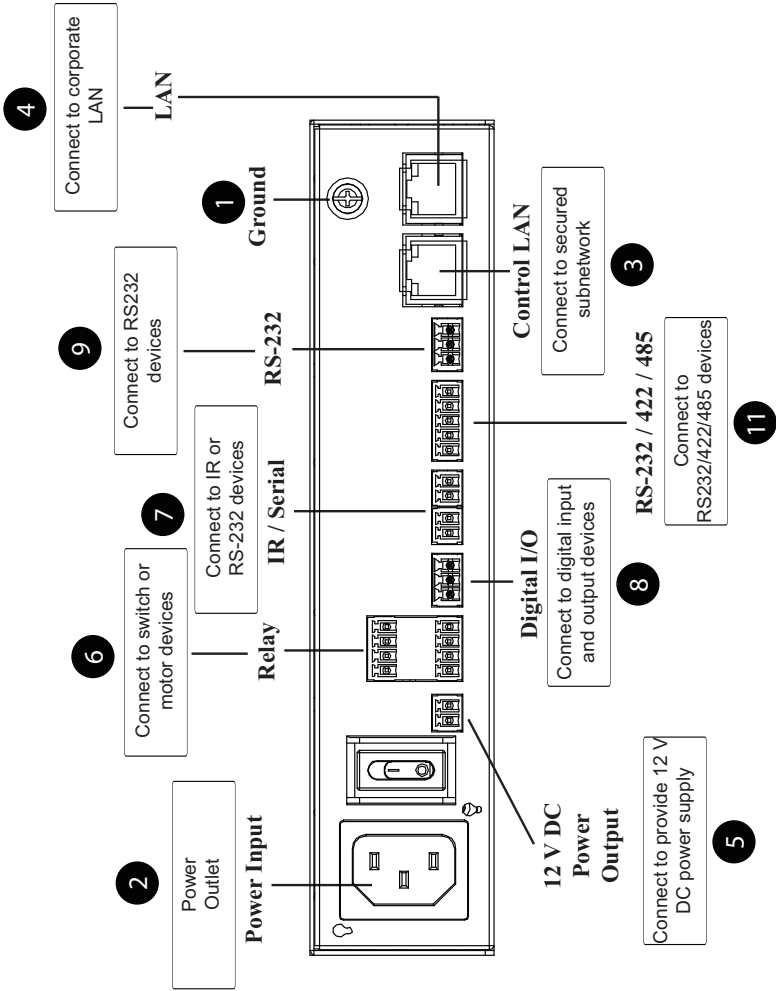 2
Power
Outlet
Power Input
6
Connect to switch or
motor devices
Relay
7
Connect to IR or
RS-232 devices
IR / Serial
9
Connect to RS232
devices
RS-232
1
Ground
4
Connect to corporate
LAN
LAN
12 V DC
Power
Output
Connect to provide 12 V
DC power supply
5
Digital I/O
Connect to digital input
and output devices
8
RS-232 / 422 / 485
Connect to
RS232/422/485 devices
11
Control LAN
Connect to secured
subnetwork
3